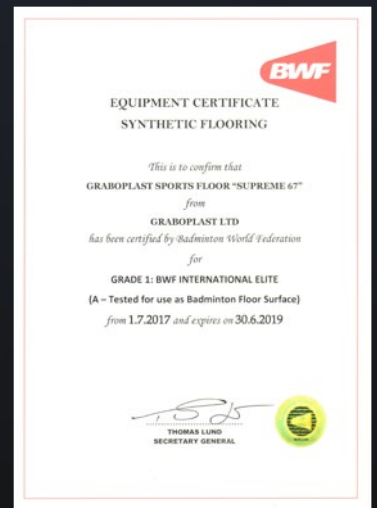 BWF
EQUIPMENT CERTIFICATE
SYNTHETIC FLOORING
This is to confirm that
GRABOPLAST SPORTS FLOOR “SUPREME 67”
from
GRABOPLAST LTD
has been certified by Badminton World Federation
for
GRADE 1: BWF INTERNATIONAL ELITE
(A – Tested for use as Badminton Floor Surface)
from 1.7.2017 and expires on 30.6.2019
THOMAS LUND
SECRETARY GENERAL